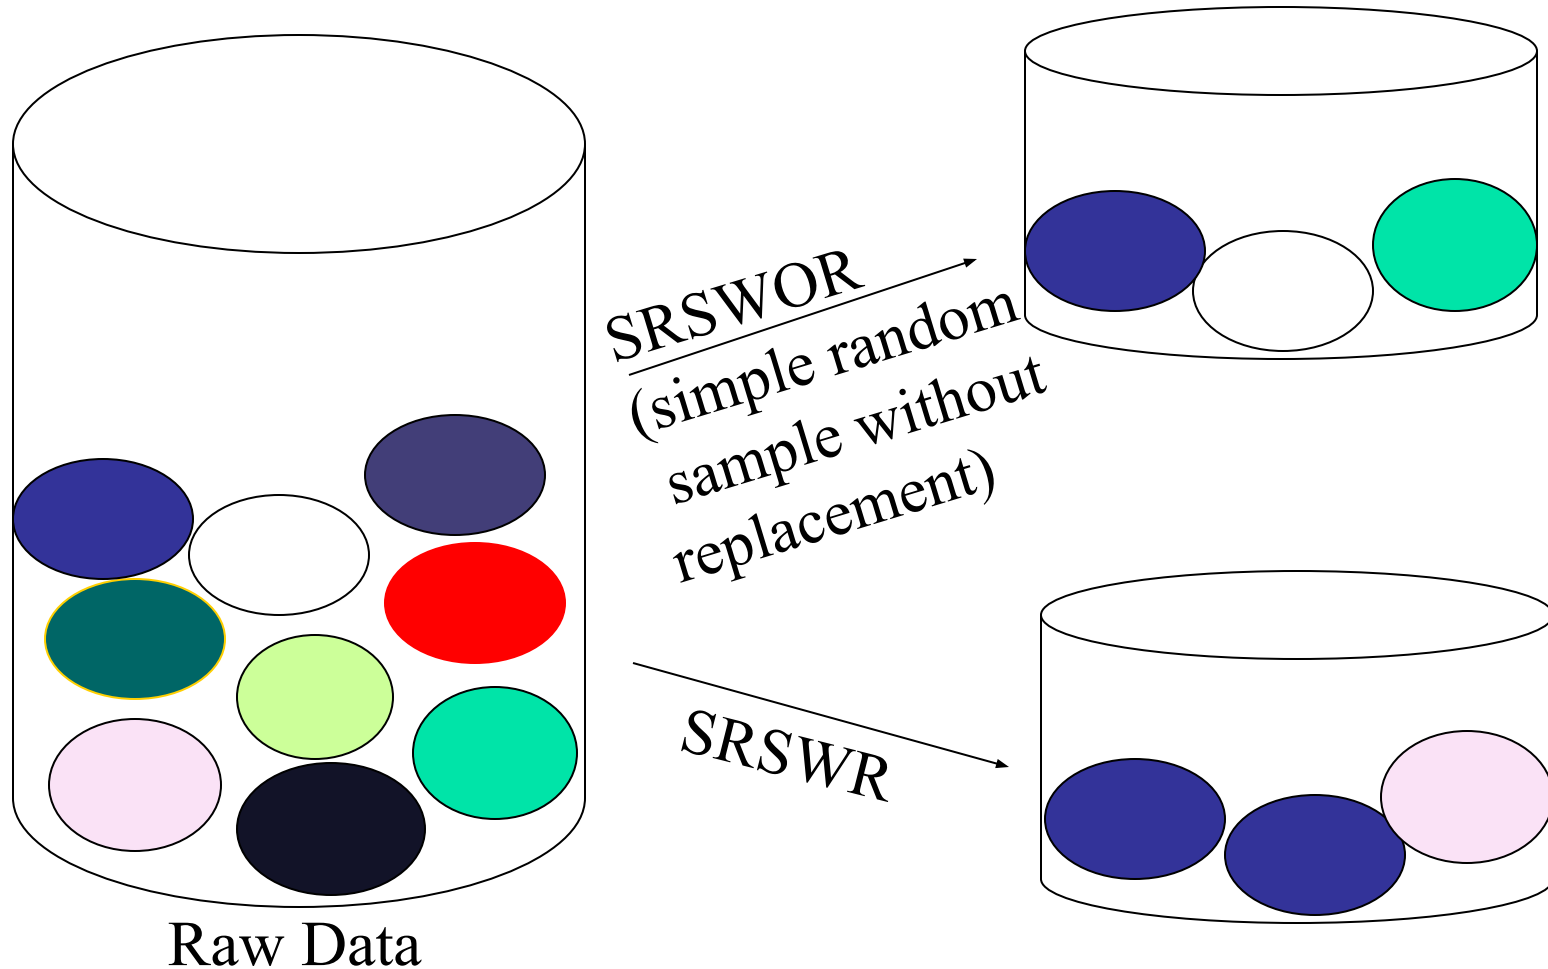 SRSWOR
(simple random
sample without
replacement)
SRSWR
Raw Data